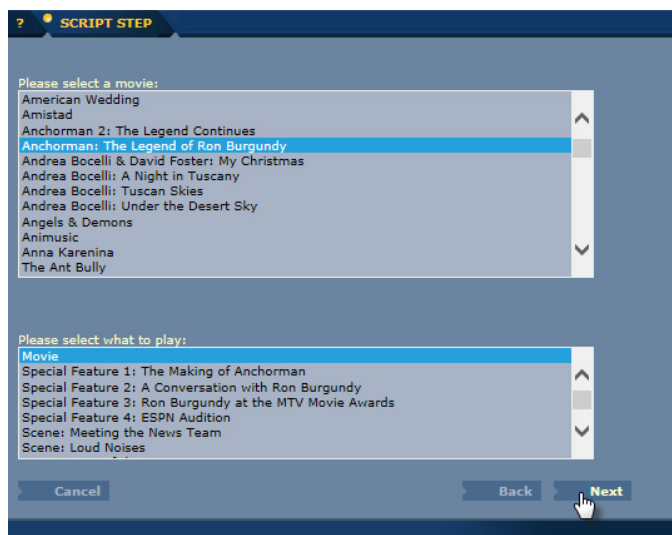 ? SCRIPT STEP
Please select a movie:
American Wedding
Amistad
Anchorman 2: The Legend Continues
Anchorman: The Legend of Ron Burgundy
Andrea Bocelli & David Foster: My Christmas
Andrea Bocelli: A Night in Tuscany
Andrea Bocelli: Tuscan Skies
Andrea Bocelli: Under the Desert Sky
Angels & Demons
Animusic
Anna Karenina
The Ant Bully
Please select what to play:
Movie
Special Feature 1: The Making of Anchorman
Special Feature 2: A Conversation with Ron Burgundy
Special Feature 3: Ron Burgundy at the MTV Movie Awards
Special Feature 4: ESPN Audition
Scene: Meeting the News Team
Scene: Loud Noises
Cancel Back Next